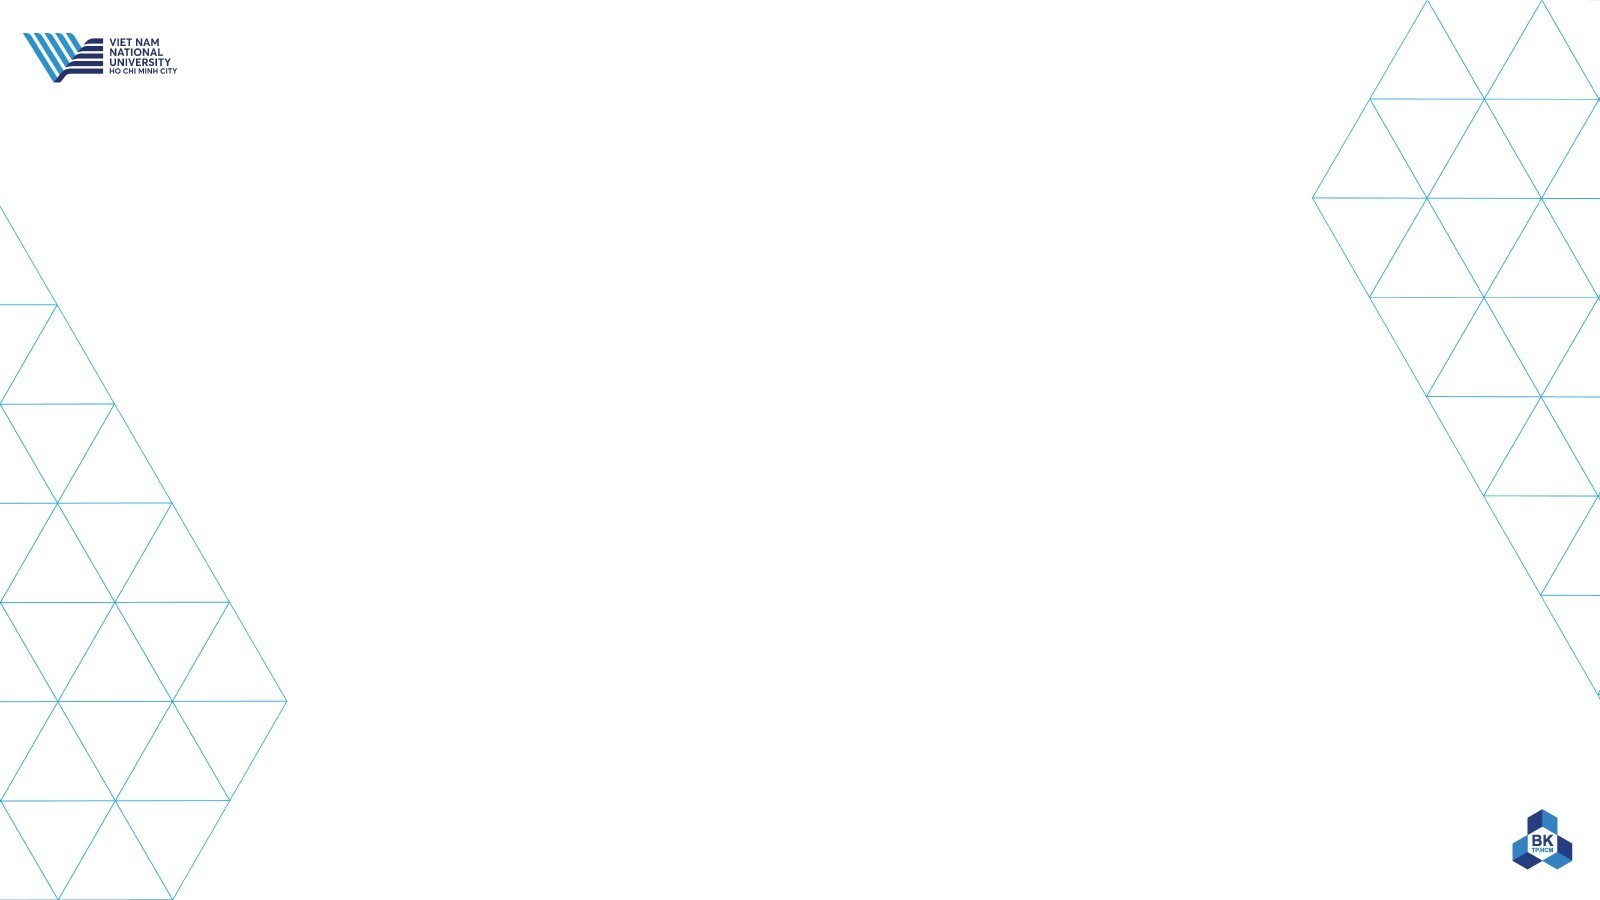 VIET NAM
NATIONAL
UNIVERSITY
HO CHI MINH CITY
BK
TP.HCM